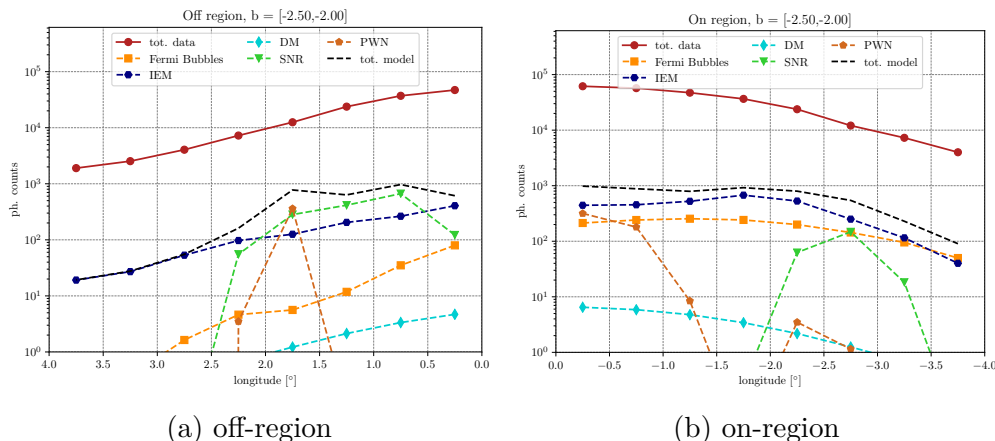 Off region, b = [-2.50,-2.00]
tot. data
Fermi Bubbles
IEM
DM
SNR
PWN
tot. model
ph. counts
10^5
10^4
10^3
10^2
10^1
10^0
4.0 3.5 3.0 2.5 2.0 1.5 1.0 0.5 0.0
longitude [°]
(a) off-region
On region, b = [-2.50,-2.00]
tot. data
Fermi Bubbles
IEM
DM
SNR
PWN
tot. model
ph. counts
10^5
10^4
10^3
10^2
10^1
10^0
0.0 −0.5 −1.0 −1.5 −2.0 −2.5 −3.0 −3.5 −4.0
longitude [°]
(b) on-region